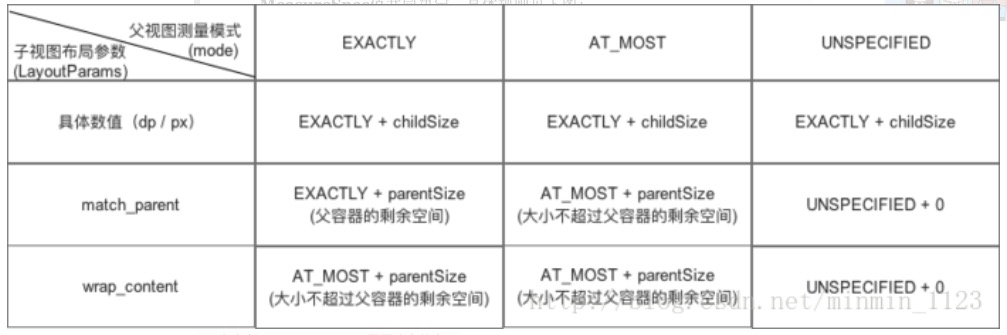 父视图测量模式
(mode)
子视图布局参数
(LayoutParams)
EXACTLY
AT_MOST
UNSPECIFIED
具体数值（dp / px）
EXACTLY + childSize
EXACTLY + childSize
EXACTLY + childSize
match_parent
EXACTLY + parentSize
(父容器的剩余空间)
AT_MOST + parentSize
(大小不超过父容器的剩余空间)
UNSPECIFIED + 0
wrap_content
AT_MOST + parentSize
(大小不超过父容器的剩余空间)
AT_MOST + parentSize
(大小不超过父容器的剩余空间)
UNSPECIFIED + 0
http://blog.csdn.net/minmin_1123